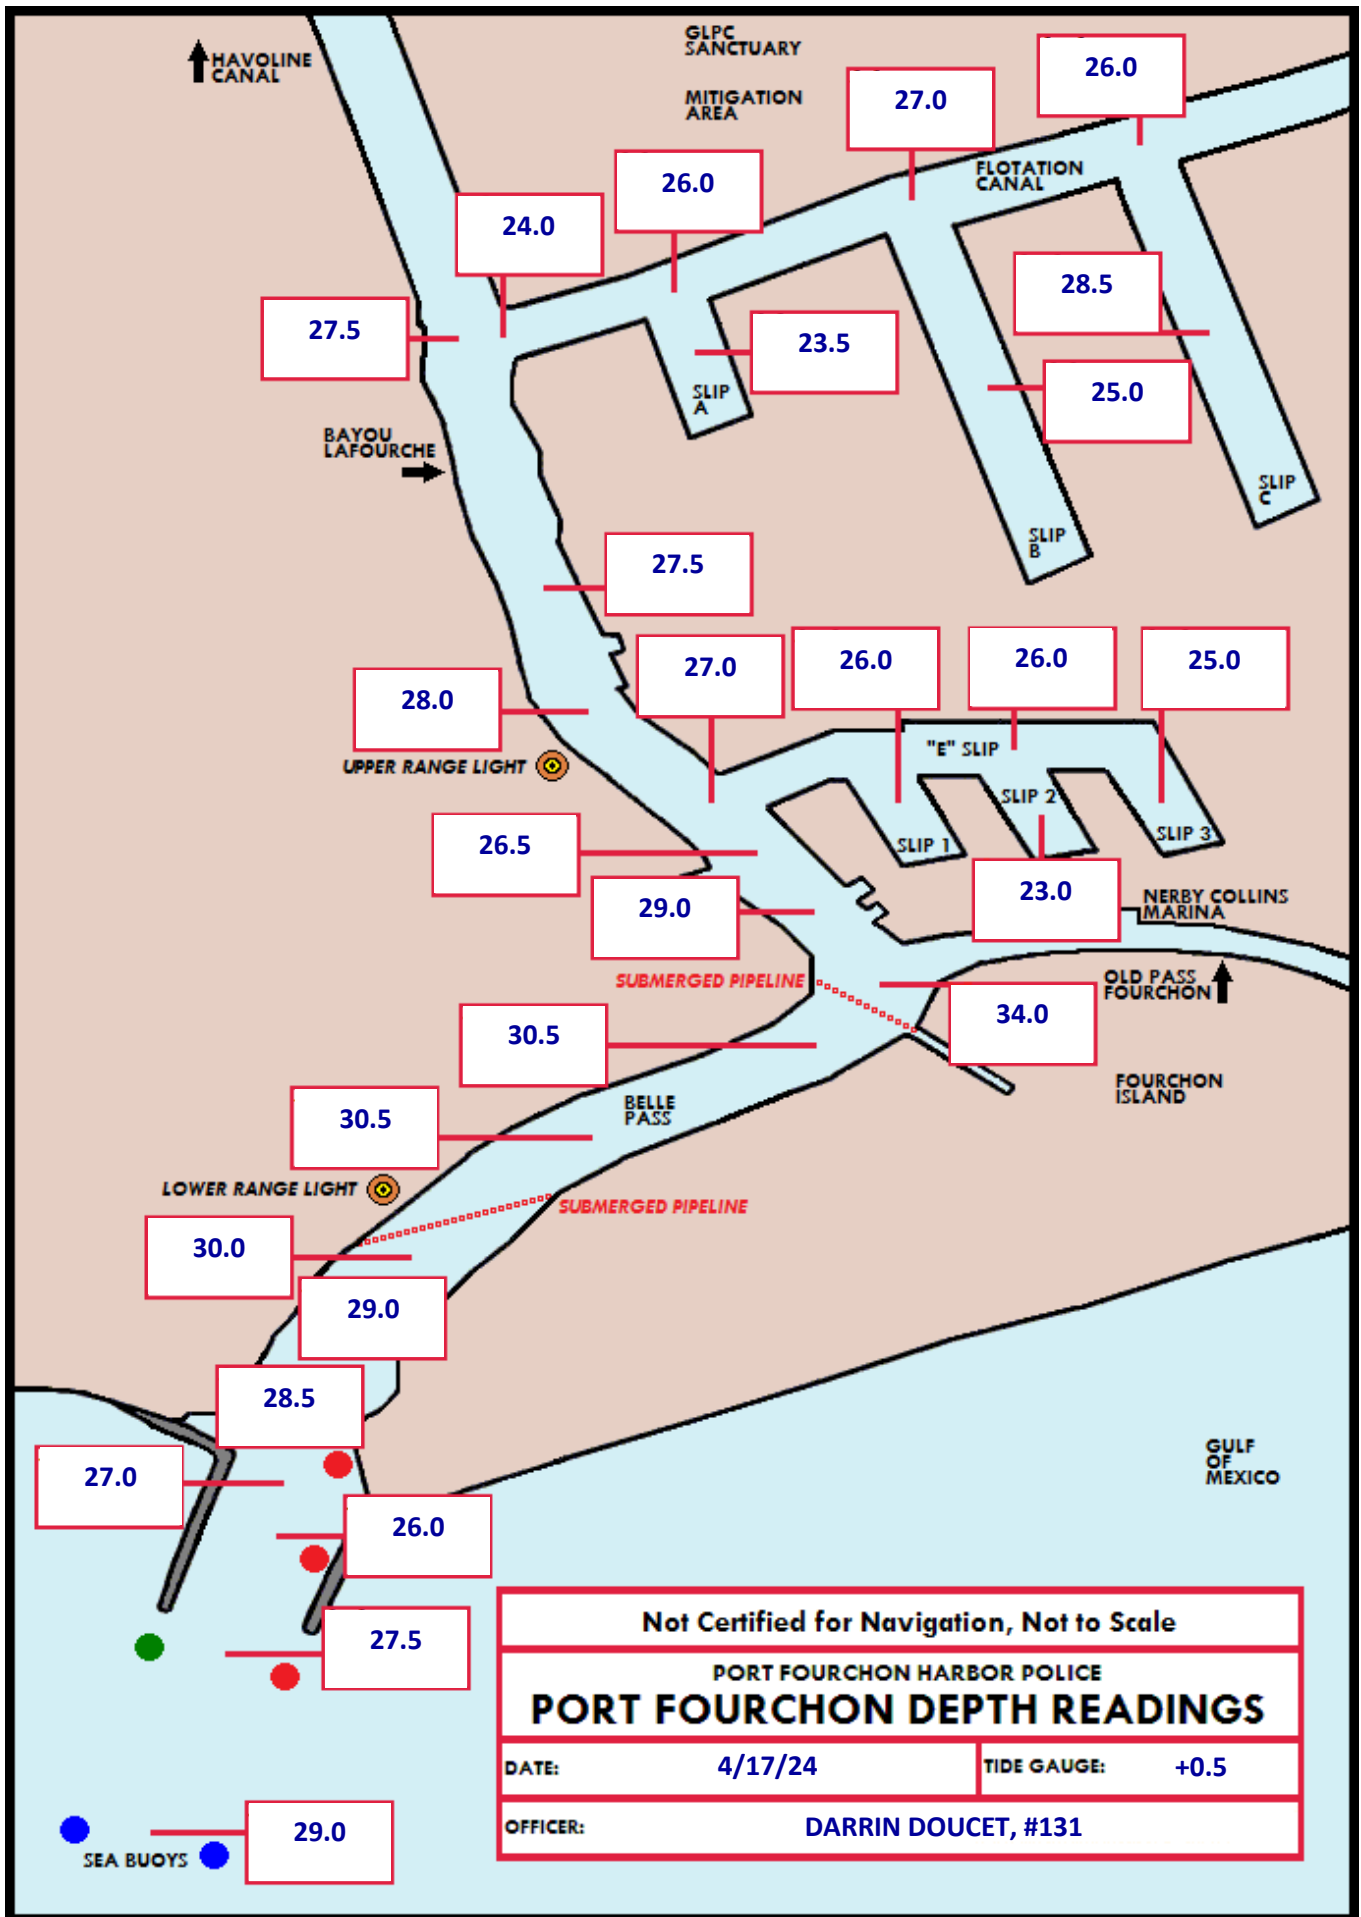 GLPC
SANCTUARY
HAVOLINE
CANAL
26.0
MITIGATION
AREA
27.0
FLOTATION
CANAL
26.0
24.0
28.5
27.5
23.5
25.0
SLIP
A
BAYOU
LAFOURCHE
SLIP
C
SLIP
B
27.5
27.0
26.0
26.0
25.0
28.0
"E" SLIP
UPPER RANGE LIGHT
SLIP 2
SLIP 1
SLIP 3
26.5
23.0
29.0
NERBY COLLINS
MARINA
SUBMERGED PIPELINE
OLD PASS
FOURCHON
34.0
30.5
FOURCHON
ISLAND
BELLE
PASS
30.5
LOWER RANGE LIGHT
SUBMERGED PIPELINE
30.0
29.0
28.5
GULF
OF
MEXICO
27.0
26.0
27.5
Not Certified for Navigation, Not to Scale
PORT FOURCHON HARBOR POLICE
PORT FOURCHON DEPTH READINGS
DATE: 4/17/24 TIDE GAUGE: +0.5
OFFICER: DARRIN DOUCET, #131
29.0
SEA BUOYS